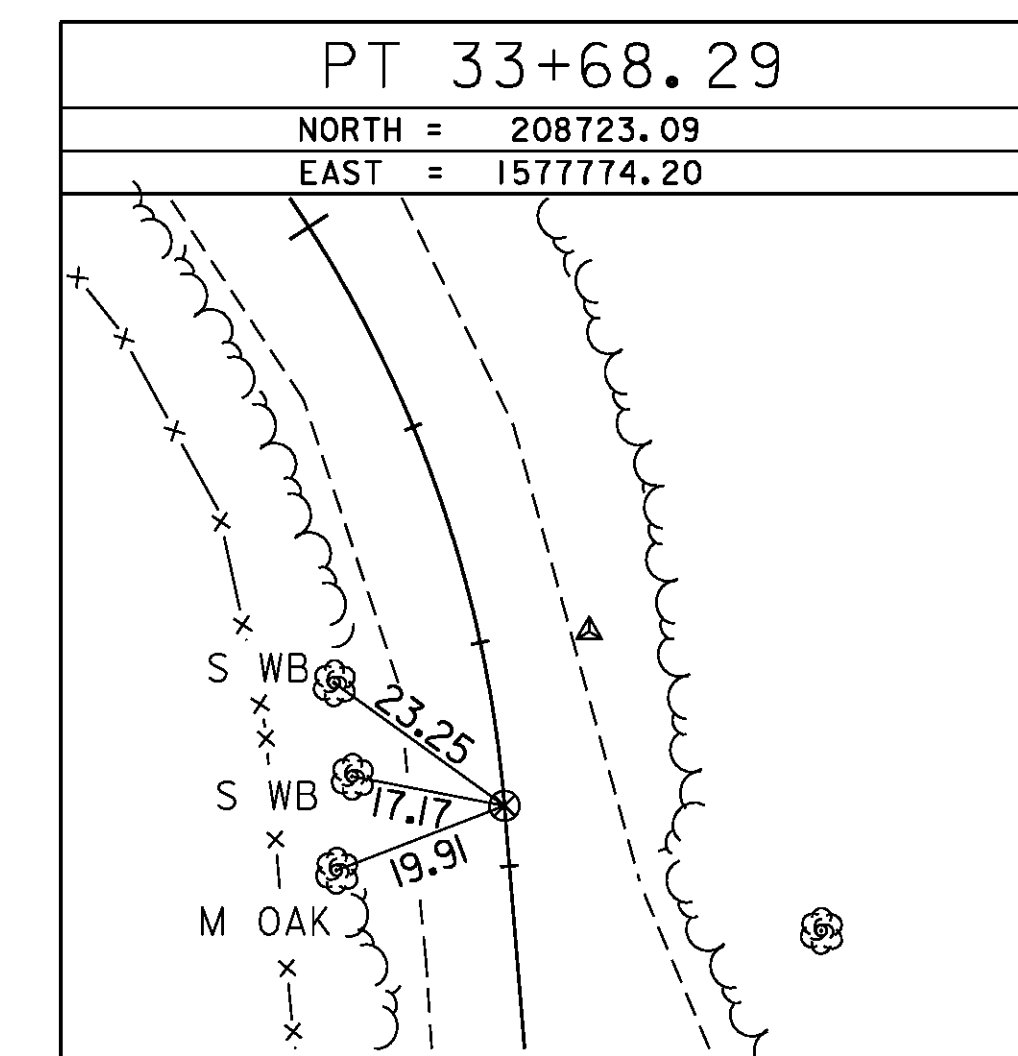 PT 33+68.29
NORTH = 208723.09
EAST = 1577774.20
S WB
23.25
S WB
17.17
19.91
M OAK